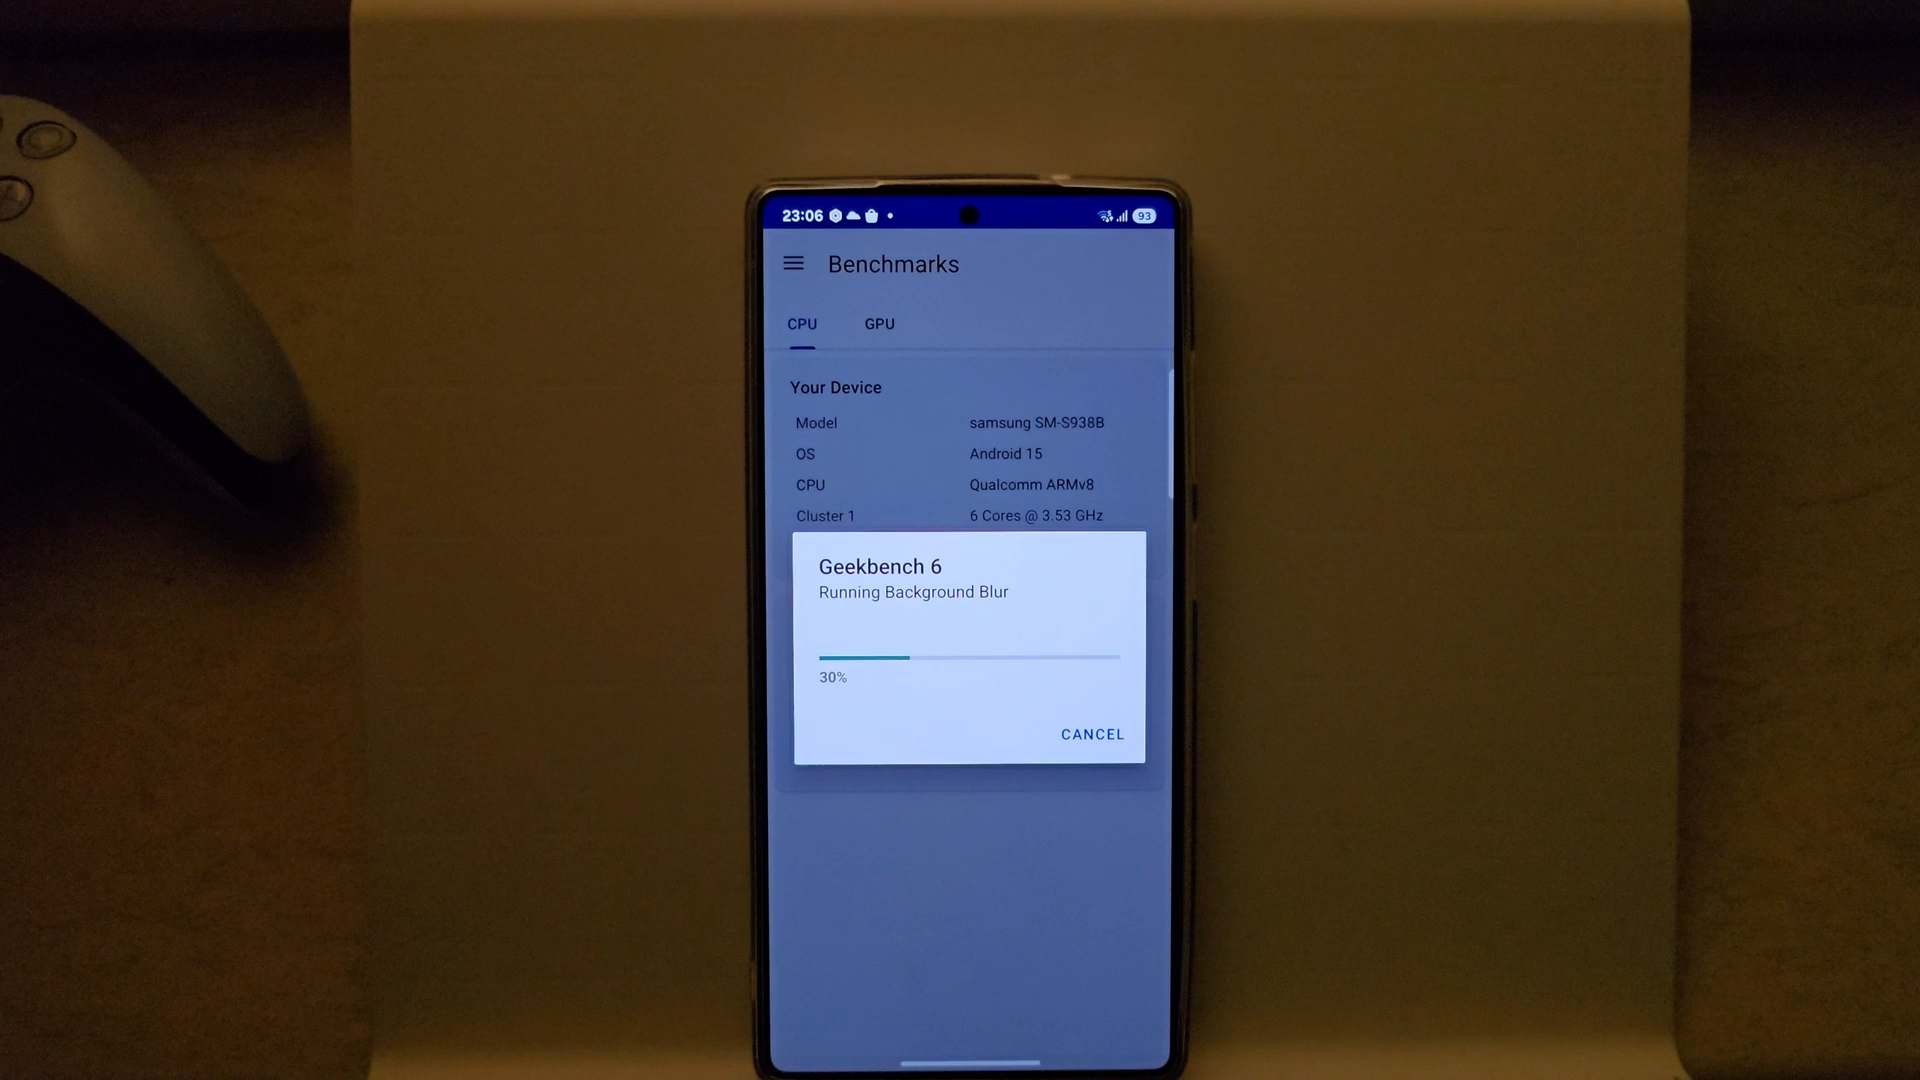 23:06 93
Benchmarks
CPU GPU
Your Device
Model samsung SM-S938B
OS Android 15
CPU Qualcomm ARMv8
Cluster 1 6 Cores @ 3.53 GHz
Geekbench 6
Running Background Blur
30%
CANCEL